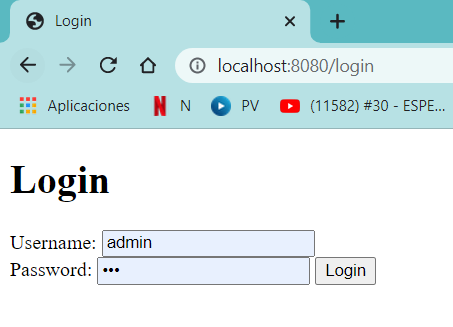 Login
localhost:8080/login
Aplicaciones N PV (11582) #30 - ESPE...
Login
Username: admin
Password: •••
Login